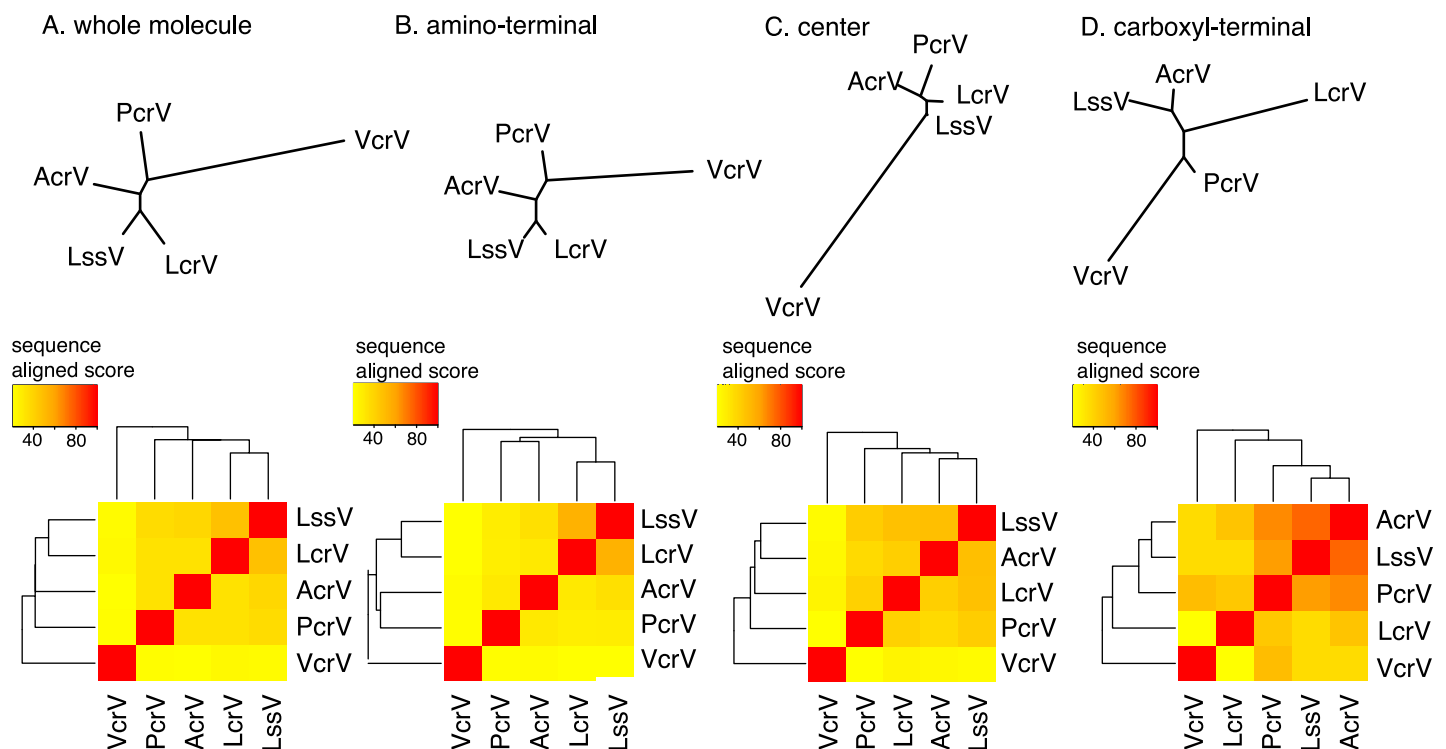 A. whole molecule
B. amino-terminal
C. center
D. carboxyl-terminal
PcrV
VcrV
AcrV
LssV
LcrV
PcrV
VcrV
AcrV
LssV
LcrV
PcrV
AcrV
LcrV
LssV
VcrV
AcrV
LssV
LcrV
PcrV
VcrV
sequence
aligned score
40 80
LssV
LcrV
AcrV
PcrV
VcrV
VcrV
PcrV
AcrV
LcrV
LssV
sequence
aligned score
40 80
LssV
LcrV
AcrV
PcrV
VcrV
VcrV
PcrV
AcrV
LcrV
LssV
sequence
aligned score
40 80
LssV
AcrV
LcrV
PcrV
VcrV
VcrV
PcrV
LcrV
AcrV
LssV
sequence
aligned score
40 80
AcrV
LssV
PcrV
LcrV
VcrV
VcrV
LcrV
PcrV
LssV
AcrV